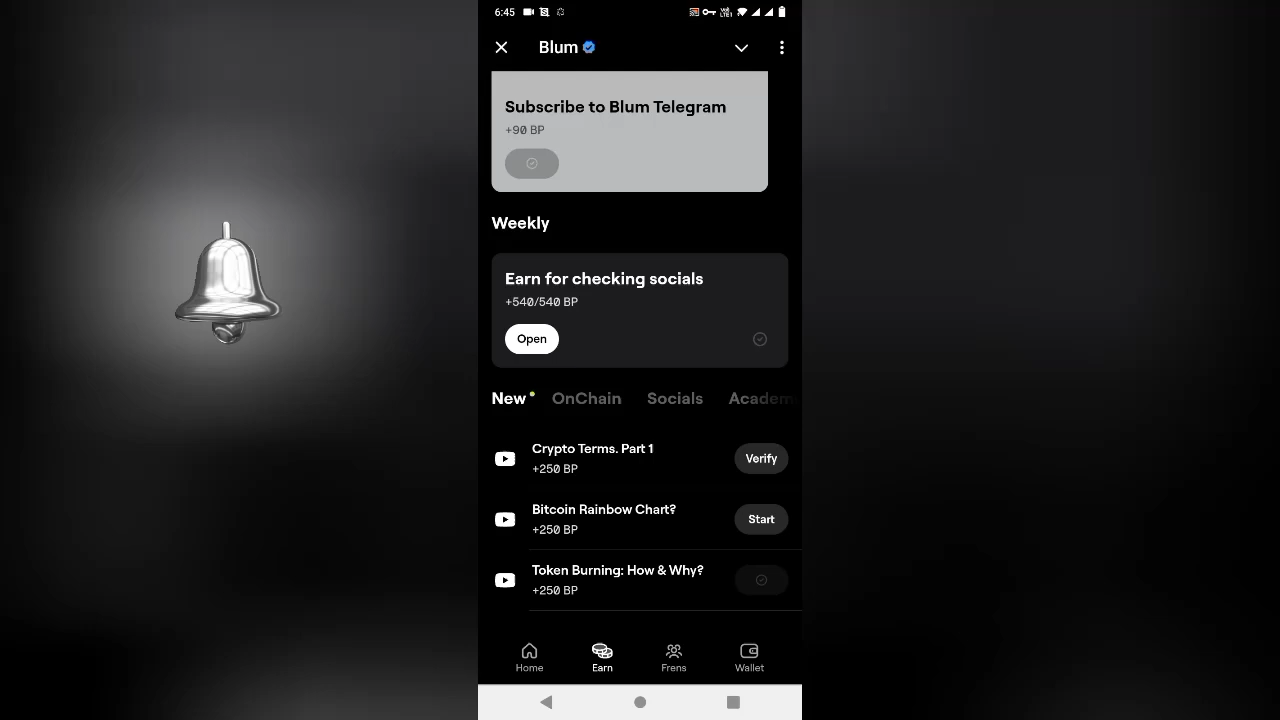 6:45
Blum
Subscribe to Blum Telegram
+90 BP
Weekly
Earn for checking socials
+540/540 BP
Open
New OnChain Socials Academ
Crypto Terms. Part 1
+250 BP
Verify
Bitcoin Rainbow Chart?
+250 BP
Start
Token Burning: How & Why?
+250 BP
Home Earn Frens Wallet